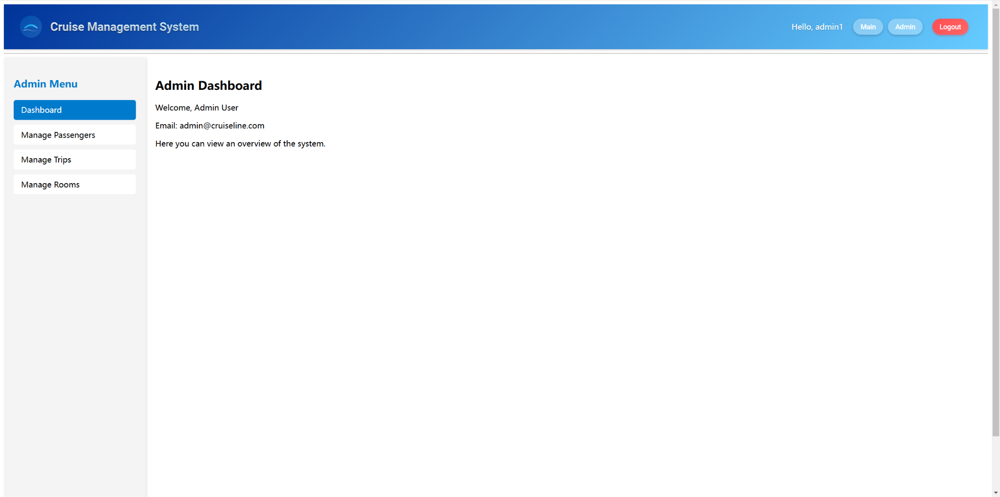 Cruise Management System
Hello, admin1
Main
Admin
Logout
Admin Menu
Dashboard
Manage Passengers
Manage Trips
Manage Rooms
Admin Dashboard
Welcome, Admin User
Email: admin@cruiseline.com
Here you can view an overview of the system.